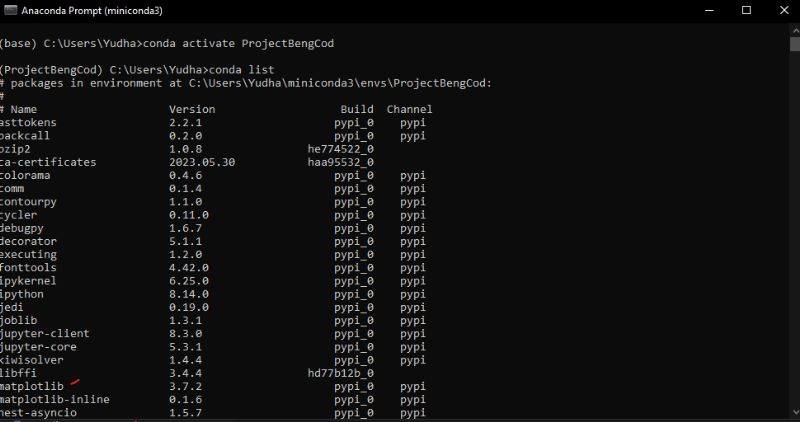 Anaconda Prompt (miniconda3)
(base) C:\Users\Yudha>conda activate ProjectBengCod
(ProjectBengCod) C:\Users\Yudha>conda list
# packages in environment at C:\Users\Yudha\miniconda3\envs\ProjectBengCod:
#
# Name Version Build Channel
asttokens 2.2.1 pypi_0 pypi
backcall 0.2.0 pypi_0 pypi
bzip2 1.0.8 he774522_0
ca-certificates 2023.05.30 haa95532_0
colorama 0.4.6 pypi_0 pypi
comm 0.1.4 pypi_0 pypi
contourpy 1.1.0 pypi_0 pypi
cycler 0.11.0 pypi_0 pypi
debugpy 1.6.7 pypi_0 pypi
decorator 5.1.1 pypi_0 pypi
executing 1.2.0 pypi_0 pypi
fonttools 4.42.0 pypi_0 pypi
ipykernel 6.25.0 pypi_0 pypi
ipython 8.14.0 pypi_0 pypi
jedi 0.19.0 pypi_0 pypi
joblib 1.3.1 pypi_0 pypi
jupyter-client 8.3.0 pypi_0 pypi
jupyter-core 5.3.1 pypi_0 pypi
kiwisolver 1.4.4 pypi_0 pypi
libffi 3.4.4 hd77b12b_0
matplotlib 3.7.2 pypi_0 pypi
matplotlib-inline 0.1.6 pypi_0 pypi
nest-asyncio 1.5.7 pypi_0 pypi